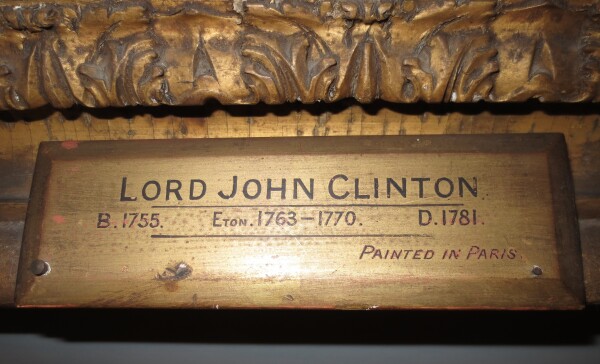 LORD JOHN CLINTON
B. 1755. ETON. 1763-1770. D. 1781.
PAINTED IN PARIS.